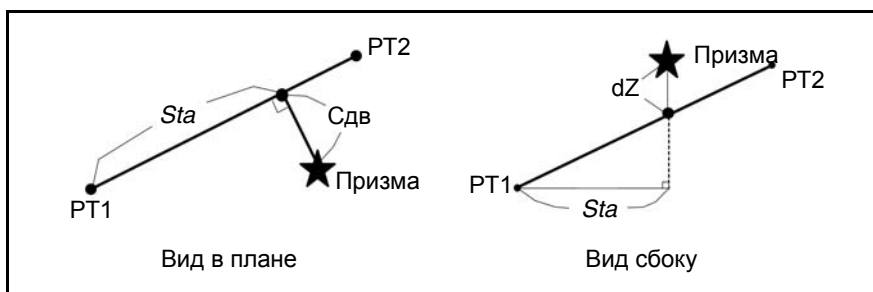 PT2
Sta
Сдв
Призма
PT1
Вид в плане
Призма
PT2
dZ
PT1
Sta
Вид сбоку